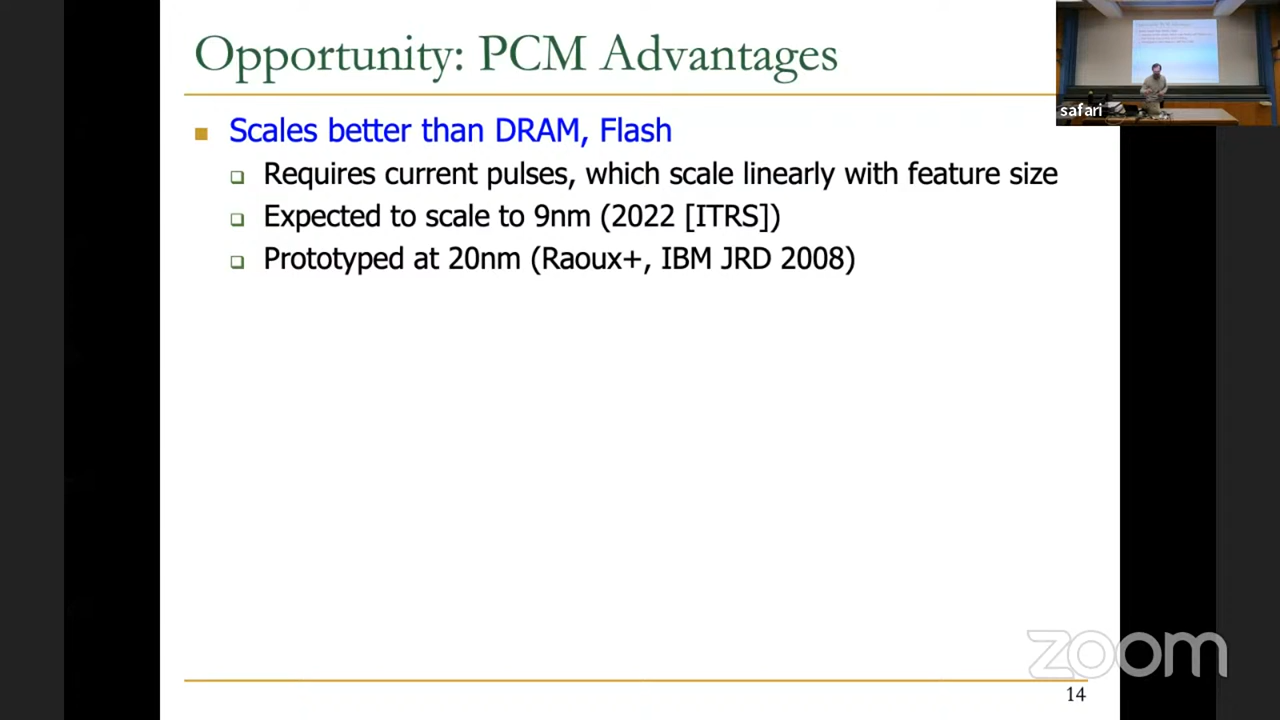 Opportunity: PCM Advantages
Scales better than DRAM, Flash
Requires current pulses, which scale linearly with feature size
Expected to scale to 9nm (2022 [ITRS])
Prototyped at 20nm (Raoux+, IBM JRD 2008)
safari
zoom
14